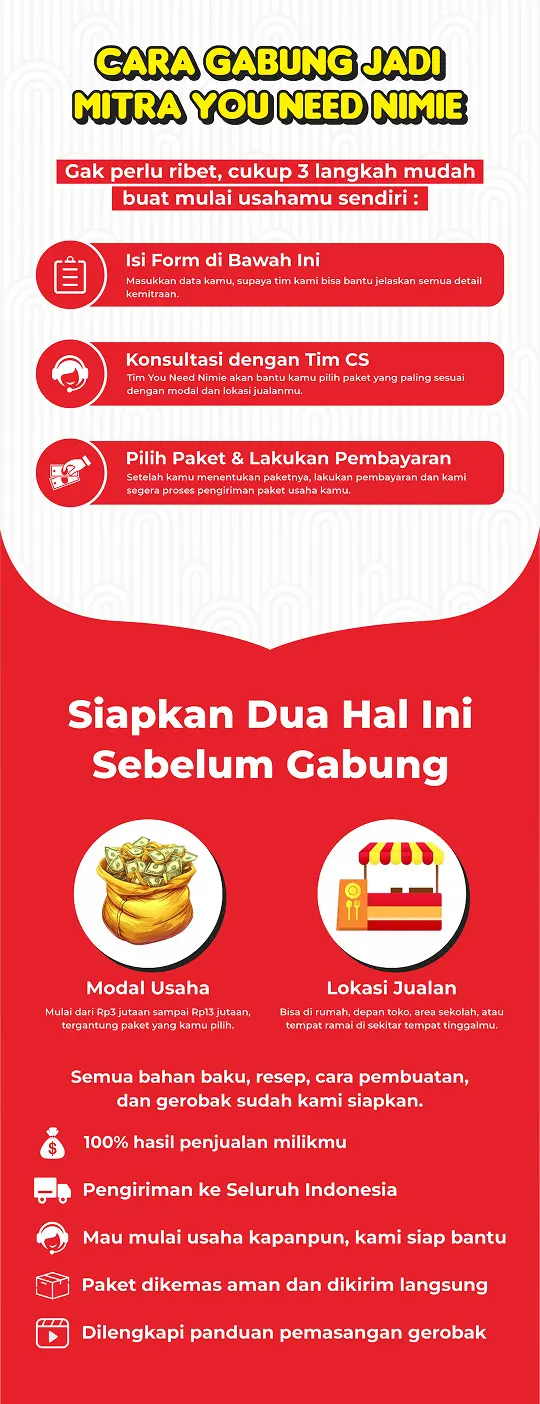 CARA GABUNG JADI
MITRA YOU NEED NIMIE
Gak perlu ribet, cukup 3 langkah mudah
buat mulai usahamu sendiri :
Isi Form di Bawah Ini
Masukkan data kamu, supaya tim kami bisa bantu jelaskan semua detail
kemitraan.
Konsultasi dengan Tim CS
Tim You Need Nimie akan bantu kamu pilih paket yang paling sesuai
dengan modal dan lokasi jualanmu.
Pilih Paket & Lakukan Pembayaran
Setelah kamu menentukan paketnya, lakukan pembayaran dan kami
segera proses pengiriman paket usaha kamu.
Siapkan Dua Hal Ini
Sebelum Gabung
Modal Usaha
Mulai dari Rp3 jutaan sampai Rp13 jutaan,
tergantung paket yang kamu pilih.
Lokasi Jualan
Bisa di rumah, depan toko, area sekolah, atau
tempat ramai di sekitar tempat tinggalmu.
Semua bahan baku, resep, cara pembuatan,
dan gerobak sudah kami siapkan.
100% hasil penjualan milikmu
Pengiriman ke Seluruh Indonesia
Mau mulai usaha kapanpun, kami siap bantu
Paket dikemas aman dan dikirim langsung
Dilengkapi panduan pemasangan gerobak